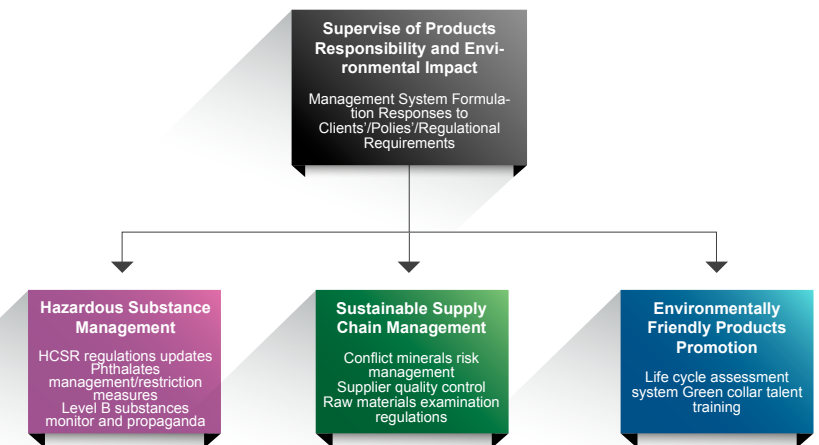 Supervise of Products
Responsibility and Envi-
ronmental Impact
Management System Formula-
tion Responses to
Clients’/Polies’/Regulational
Requirements
Hazardous Substance
Management
HCSR regulations updates
Phthalates
management/restriction
measures
Level B substances
monitor and propaganda
Sustainable Supply
Chain Management
Conflict minerals risk
management
Supplier quality control
Raw materials examination
regulations
Environmentally
Friendly Products
Promotion
Life cycle assessment
system Green collar talent
training